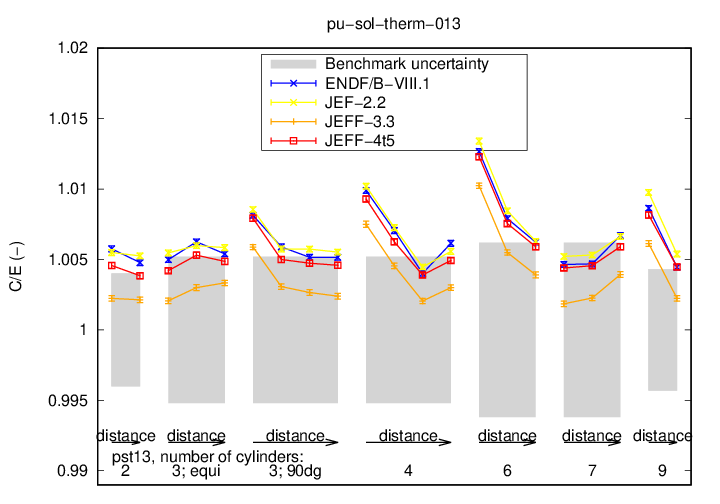 pu−sol−therm−013
1.02
1.015
1.01
1.005
1
0.995
0.99
C/E (−)
Benchmark uncertainty
ENDF/B−VIII.1
JEF−2.2
JEFF−3.3
JEFF−4t5
distance distance distance distance distance distance distance
pst13, number of cylinders:
2 3; equi 3; 90dg 4 6 7 9